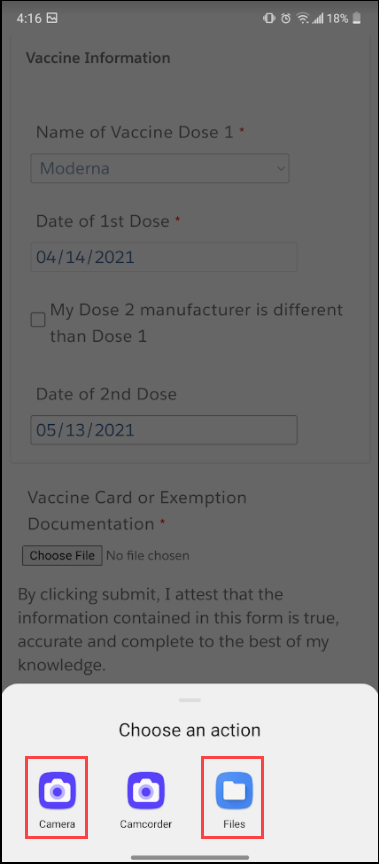 4:16 18%
Vaccine Information
Name of Vaccine Dose 1 *
Moderna
Date of 1st Dose *
04/14/2021
My Dose 2 manufacturer is different
than Dose 1
Date of 2nd Dose
05/13/2021
Vaccine Card or Exemption
Documentation *
Choose File No file chosen
By clicking submit, I attest that the
information contained in this form is true,
accurate and complete to the best of my
knowledge.
Choose an action
Camera Camcorder Files